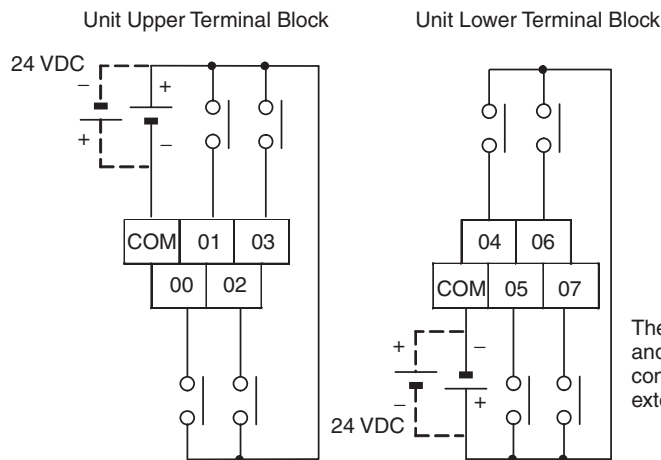 Unit Upper Terminal Block
Unit Lower Terminal Block
24 VDC
–
+
+
–
COM 01 03
00 02
04 06
COM 05 07
+
–
–
+
24 VDC
The
and
con
exte